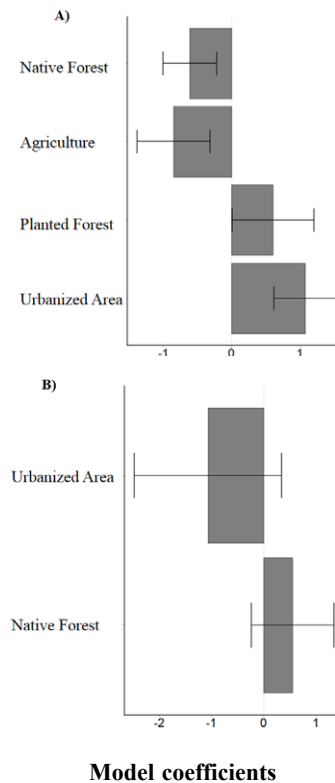 A)
Native Forest
Agriculture
Planted Forest
Urbanized Area
-1 0 1
B)
Urbanized Area
Native Forest
-2 -1 0 1
Model coefficients